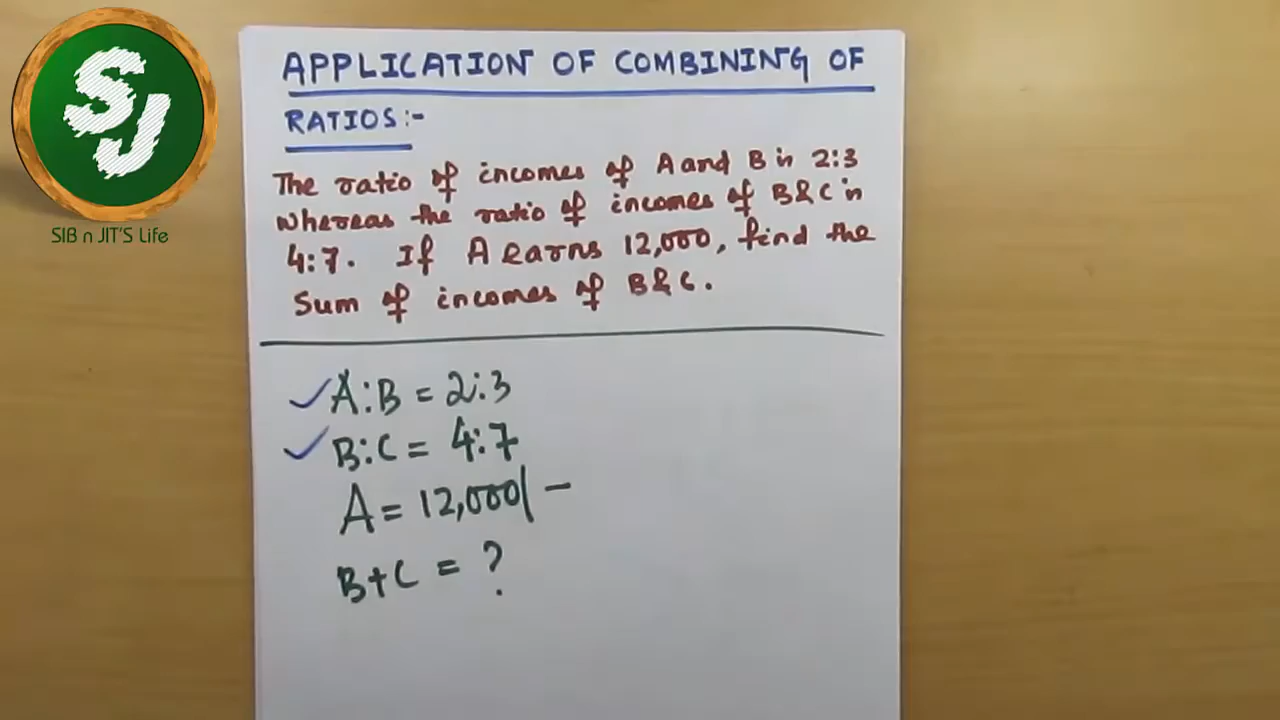 SJ
SIB n JIT'S Life
APPLICATION OF COMBINING OF
RATIOS:-
The ratio of incomes of A and B is 2:3
Whereas the ratio of incomes of B&C is
4:7. If A earns 12,000, find the
Sum of incomes of B&C.
A:B = 2:3
B:C = 4:7
A = 12,000/-
B+C = ?